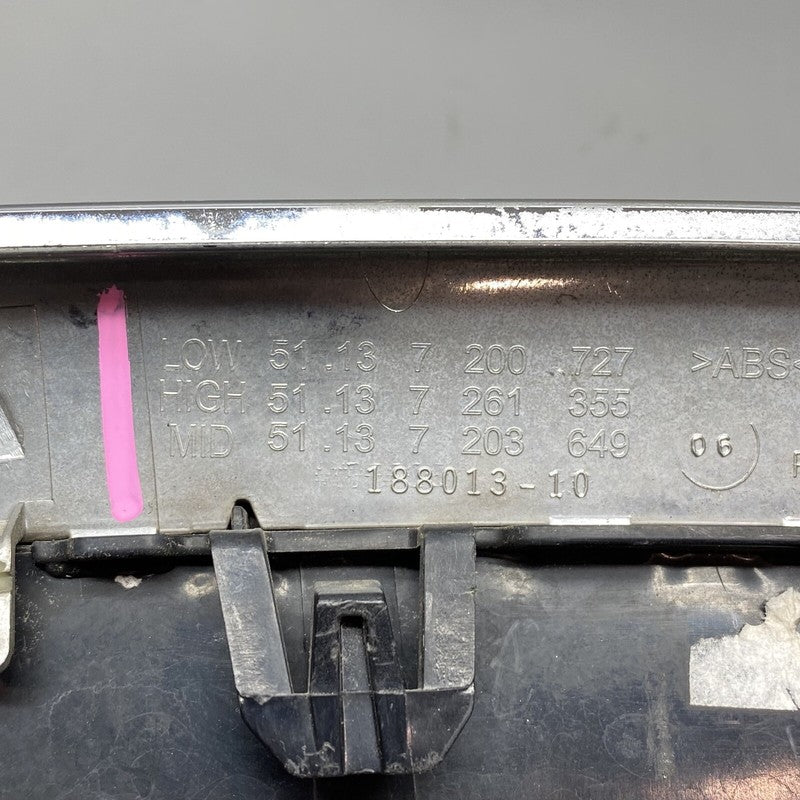 LOW 51.13 7 200 727 >ABS<
HIGH 51.13 7 261 355
MID 51.13 7 203 649 06
188013-10